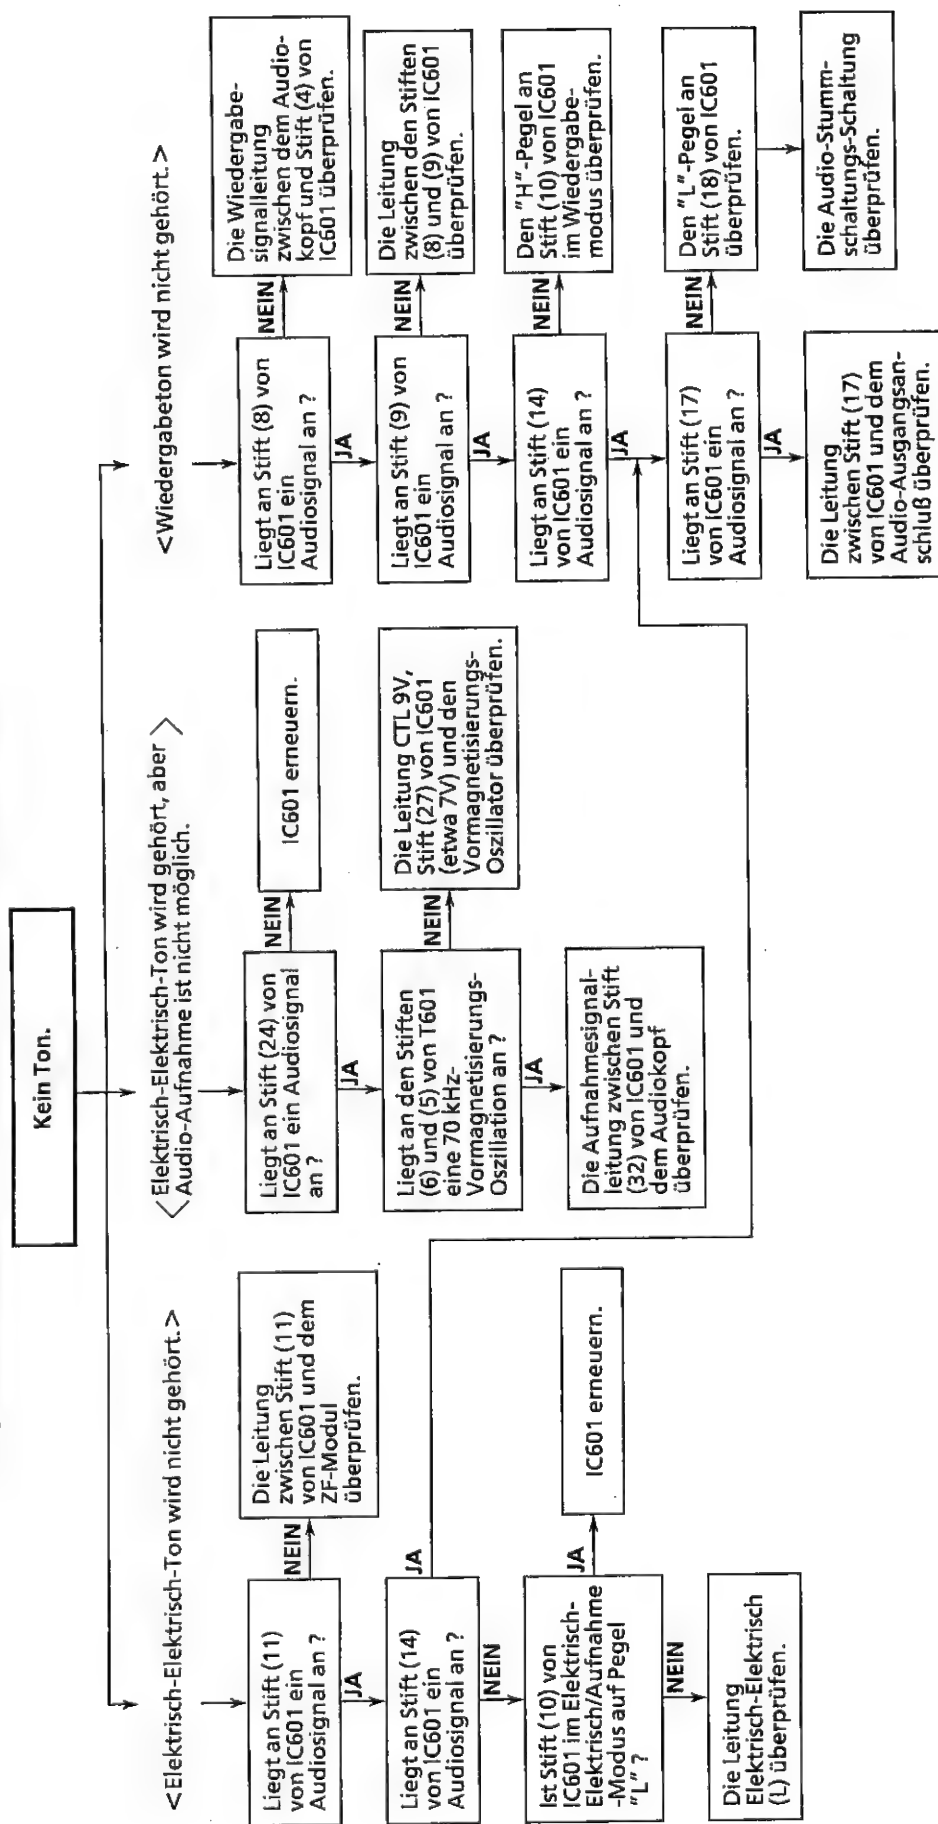 Kein Ton.
<Elektrisch-Elektrisch-Ton wird nicht gehört.>
Liegt an Stift (11)
von IC601 ein
Audiosignal an ?
NEIN
Die Leitung
zwischen Stift (11)
von IC601 und dem
ZF-Modul
überprüfen.
JA
Liegt an Stift (14)
von IC601 ein
Audiosignal an ?
JA
NEIN
Ist Stift (10) von
IC601 im Elektrisch-
Elektrisch/Aufnahme
-Modus auf Pegel
"L" ?
JA
IC601 erneuern.
NEIN
Die Leitung
Elektrisch-Elektrisch
(L) überprüfen.
<Elektrisch-Elektrisch-Ton wird gehört, aber
Audio-Aufnahme ist nicht möglich.>
Liegt an Stift (24) von
IC601 ein Audiosignal
an ?
NEIN
IC601 erneuern.
JA
Liegt an den Stiften
(6) und (5) von T601
eine 70 kHz-
Vormagnetisierungs-
Oszillation an ?
NEIN
Die Leitung CTL 9V,
Stift (27) von IC601
(etwa 7V) und den
Vormagnetisierungs-
Oszillator überprüfen.
JA
Die Aufnahmesignal-
leitung zwischen Stift
(32) von IC601 und
dem Audiokopf
überprüfen.
<Wiedergabeton wird nicht gehört.>
Liegt an Stift (8) von
IC601 ein
Audiosignal an ?
NEIN
Die Wiedergabe-
signalleitung
zwischen dem Audio-
kopf und Stift (4) von
IC601 überprüfen.
JA
Liegt an Stift (9) von
IC601 ein
Audiosignal an ?
NEIN
Die Leitung
zwischen den Stiften
(8) und (9) von IC601
überprüfen.
JA
Liegt an Stift (14)
von IC601 ein
Audiosignal an ?
NEIN
Den "H"-Pegel an
Stift (10) von IC601
im Wiedergabe-
modus überprüfen.
JA
Liegt an Stift (17)
von IC601 ein
Audiosignal an ?
NEIN
Den "L"-Pegel an
Stift (18) von IC601
überprüfen.
Die Audio-Stumm-
schaltungs-Schaltung
überprüfen.
JA
Die Leitung
zwischen Stift (17)
von IC601 und dem
Audio-Ausgangsan-
schluß überprüfen.